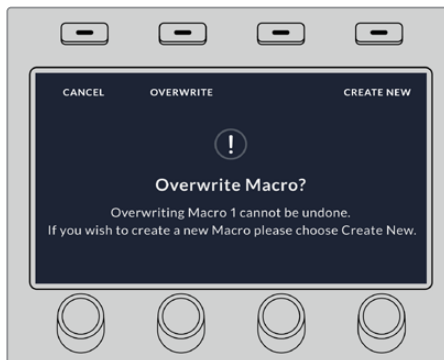 CANCEL OVERWRITE CREATE NEW
!
Overwrite Macro?
Overwriting Macro 1 cannot be undone.
If you wish to create a new Macro please choose Create New.